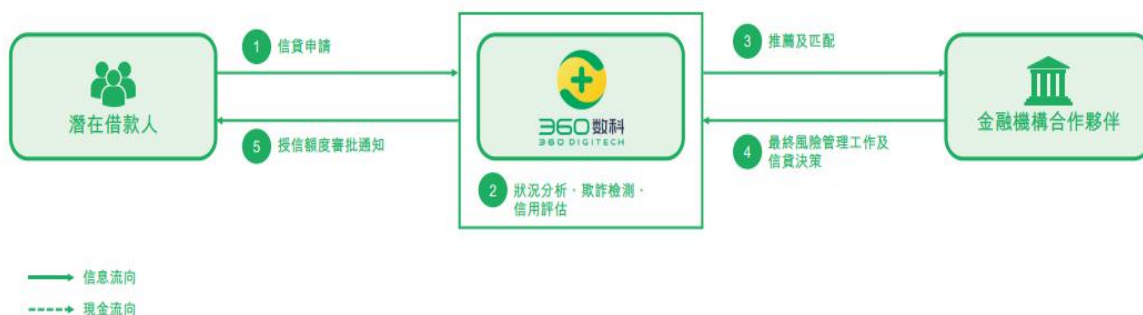 1 信貸申請
3 推薦及匹配
潛在借款人
360数科
360 DIGITECH
金融機構合作夥伴
5 授信額度審批通知
4 最終風險管理工作及
信貸決策
2 狀況分析、欺詐檢測、
信用評估
信息流向
現金流向